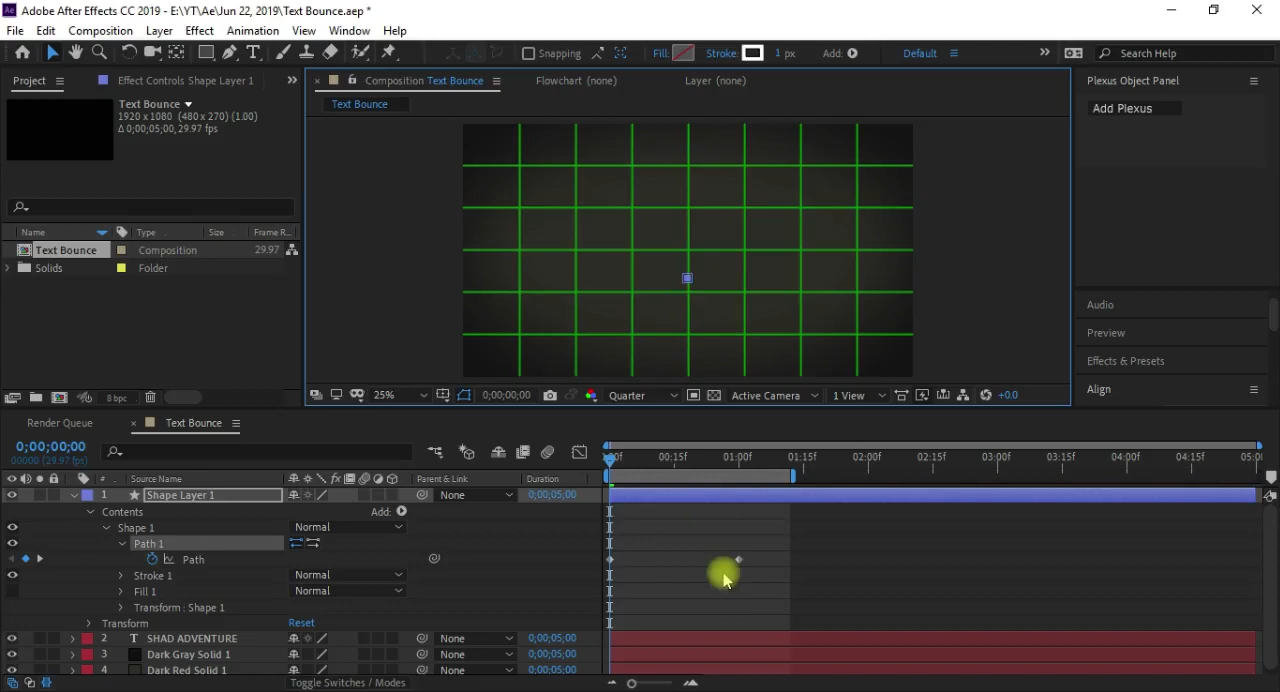 Ae Adobe After Effects CC 2019 - E:\YT\Ae\Jun 22, 2019\Text Bounce.aep *
File Edit Composition Layer Effect Animation View Window Help
Snapping Fill: Stroke: 1 px Add: Default Search Help
Project Effect Controls Shape Layer 1 Composition Text Bounce Flowchart (none) Layer (none) Plexus Object Panel
Text Bounce Text Bounce Add Plexus
1920 x 1080 (480 x 270) (1.00)
Δ 0;00;05;00, 29.97 fps
Name Type Size Frame R...
Text Bounce Composition 29.97
Solids Folder
Audio
Preview
Effects & Presets
Align
8 bpc 25% 0;00;00;00 Quarter Active Camera 1 View +0.0
Render Queue Text Bounce
0;00;00;00
00000 (29.97 fps)
:00f 00:15f 01:00f 01:15f 02:00f 02:15f 03:00f 03:15f 04:00f 04:15f 05:0
# Source Name Parent & Link Duration
1 Shape Layer 1 None 0;00;05;00
Contents Add:
Shape 1 Normal
Path 1
Path
Stroke 1 Normal
Fill 1 Normal
Transform : Shape 1
Transform Reset
2 T SHAD ADVENTURE None 0;00;05;00
3 Dark Gray Solid 1 None 0;00;05;00
4 Dark Red Solid 1 None 0;00;05;00
Toggle Switches / Modes